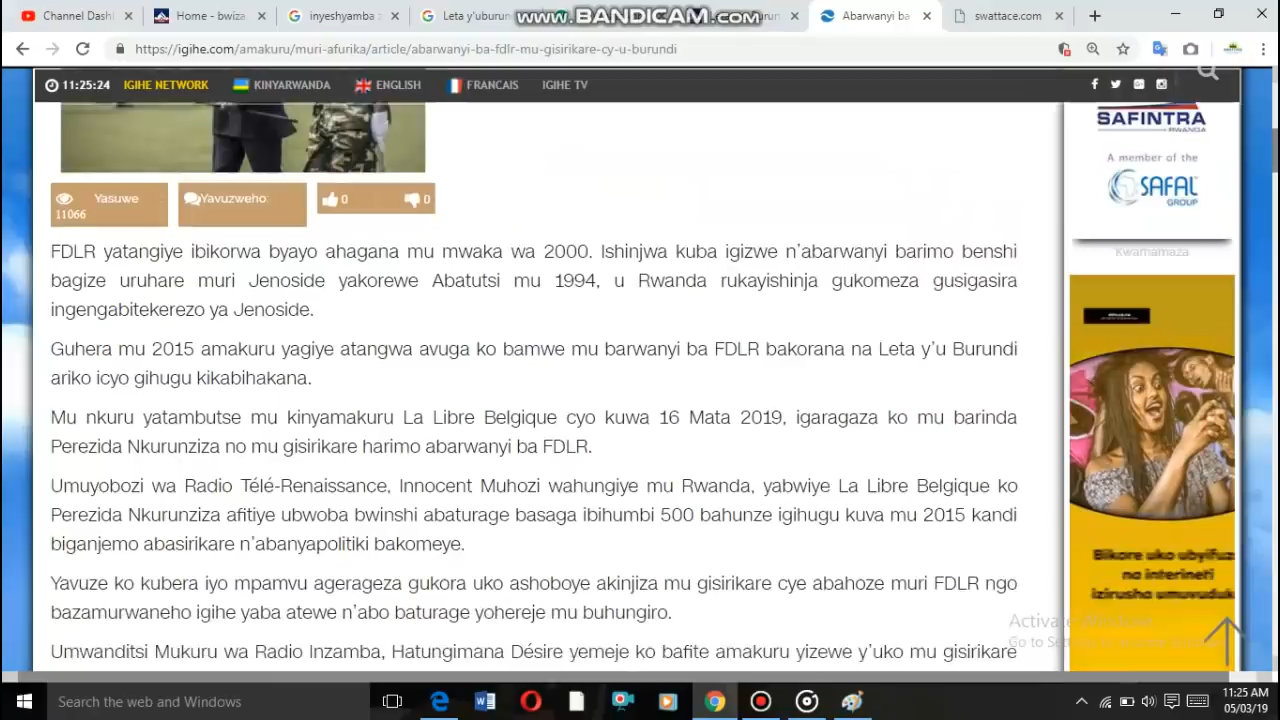 Channel Dashl
Home - bwiza
inyeshyamba
Leta y'uburun
www.BANDICAM.com
Abarwanyi ba
swattace.com
https://igihe.com/amakuru/muri-afurika/article/abarwanyi-ba-fdlr-mu-gisirikare-cy-u-burundi
11:25:24 IGIHE NETWORK KINYARWANDA ENGLISH FRANCAIS IGIHE TV
SAFINTRA
RWANDA
A member of the
SAFAL
GROUP
Kwamamaza
Yasuwe
11066
Yavuzweho:
0
0
FDLR yatangiye ibikorwa byayo ahagana mu mwaka wa 2000. Ishinjwa kuba igizwe n'abarwanyi barimo benshi
bagize uruhare muri Jenoside yakorewe Abatutsi mu 1994, u Rwanda rukayishinja gukomeza gusigasira
ingengabitekerezo ya Jenoside.
Guhera mu 2015 amakuru yagiye atangwa avuga ko bamwe mu barwanyi ba FDLR bakorana na Leta y'u Burundi
ariko icyo gihugu kikabihakana.
Mu nkuru yatambutse mu kinyamakuru La Libre Belgique cyo kuwa 16 Mata 2019, igaragaza ko mu barinda
Perezida Nkurunziza no mu gisirikare harimo abarwanyi ba FDLR.
Umuyobozi wa Radio Télé-Renaissance, Innocent Muhozi wahungiye mu Rwanda, yabwiye La Libre Belgique ko
Perezida Nkurunziza afitiye ubwoba bwinshi abaturage basaga ibihumbi 500 bahunze igihugu kuva mu 2015 kandi
biganjemo abasirikare n'abanyapolitiki bakomeye.
Yavuze ko kubera iyo mpamvu agerageza gukora uko ashoboye akinjiza mu gisirikare cye abahoze muri FDLR ngo
bazamurwaneho igihe yaba atewe n'abo baturage yohereje mu buhungiro.
Umwanditsi Mukuru wa Radio Inzamba, Hatungimana Désire yemeje ko bafite amakuru yizewe y'uko mu gisirikare
Bikore uko ubyifuz
na interineti
izirusha umuvuduk
Activate Windows
Search the web and Windows
11:25 AM
05/03/19